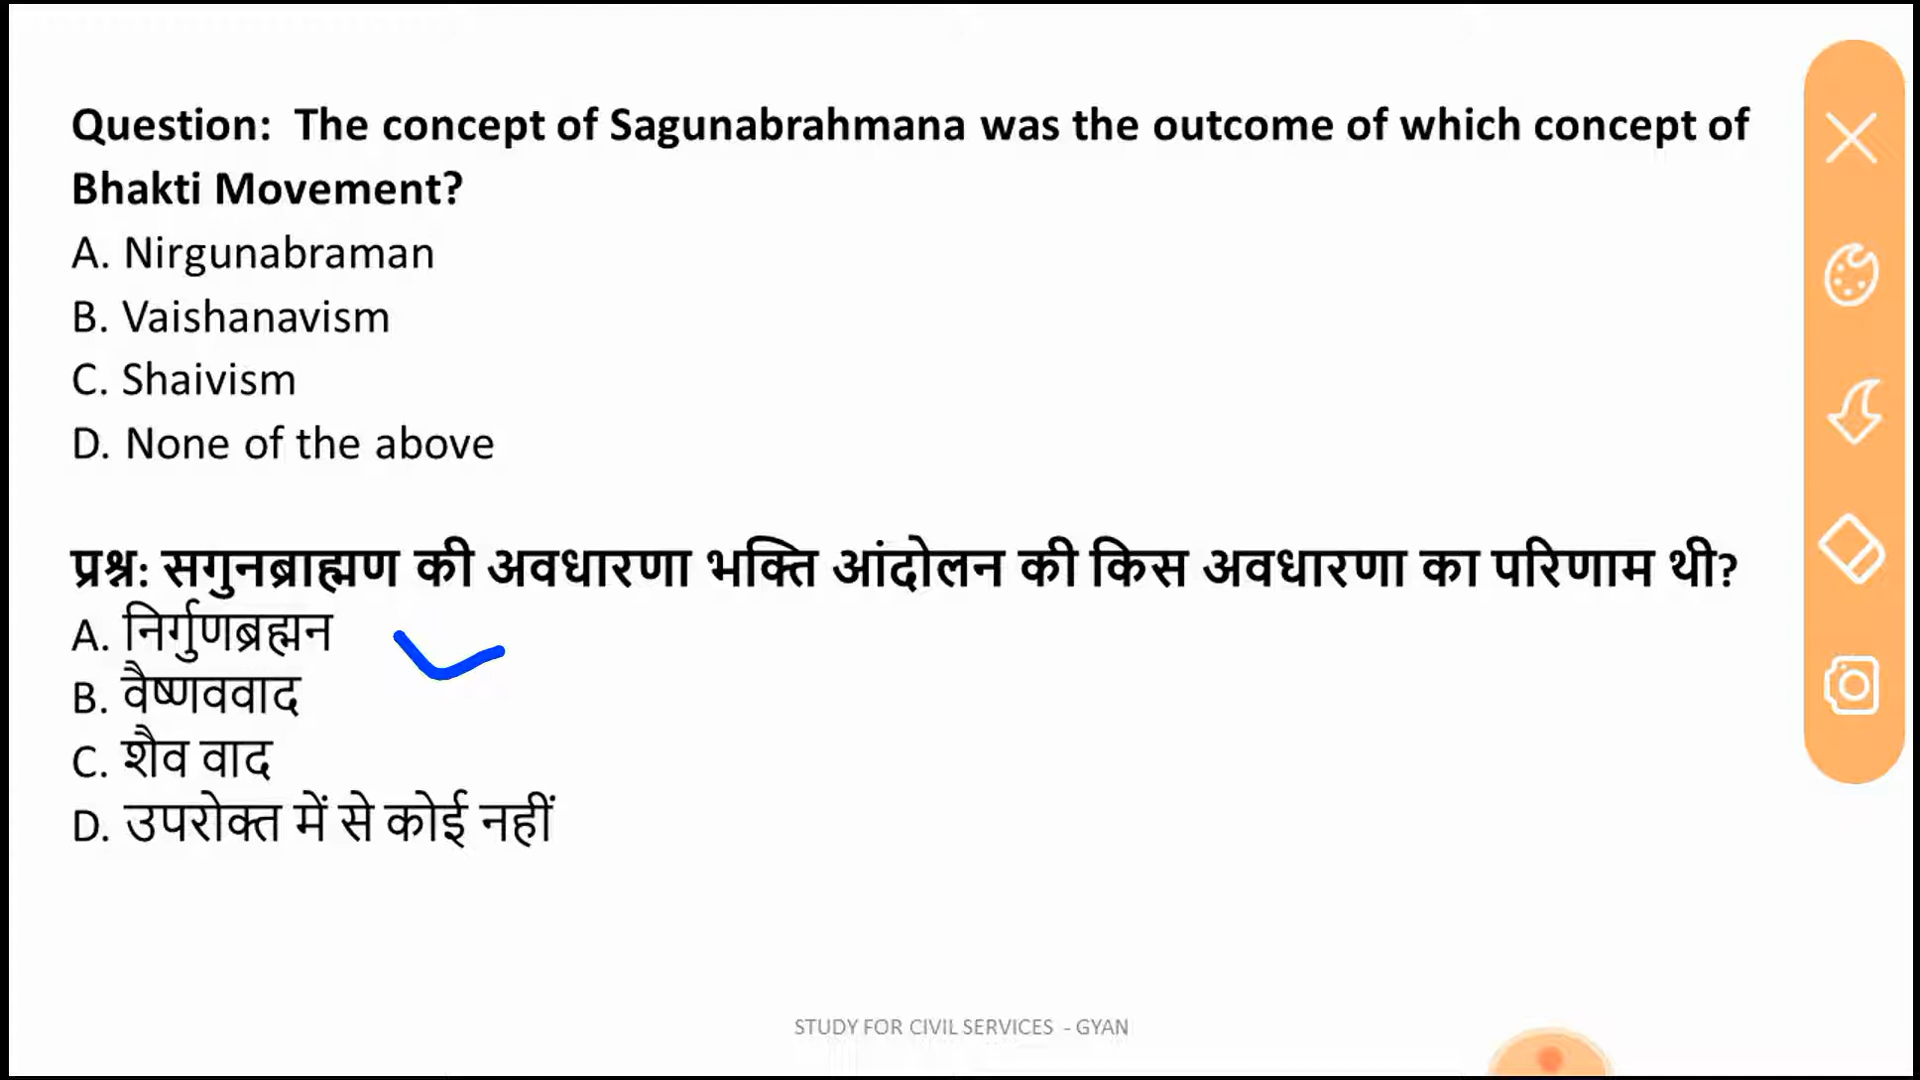 Question:  The concept of Sagunabrahmana was the outcome of which concept of
Bhakti Movement?
A. Nirgunabraman
B. Vaishanavism
C. Shaivism
D. None of the above
प्रश्न: सगुनब्राह्मण की अवधारणा भक्ति आंदोलन की किस अवधारणा का परिणाम थी?
A. निर्गुणब्रह्मन
B. वैष्णववाद
C. शैव वाद
D. उपरोक्त में से कोई नहीं
STUDY FOR CIVIL SERVICES  - GYAN